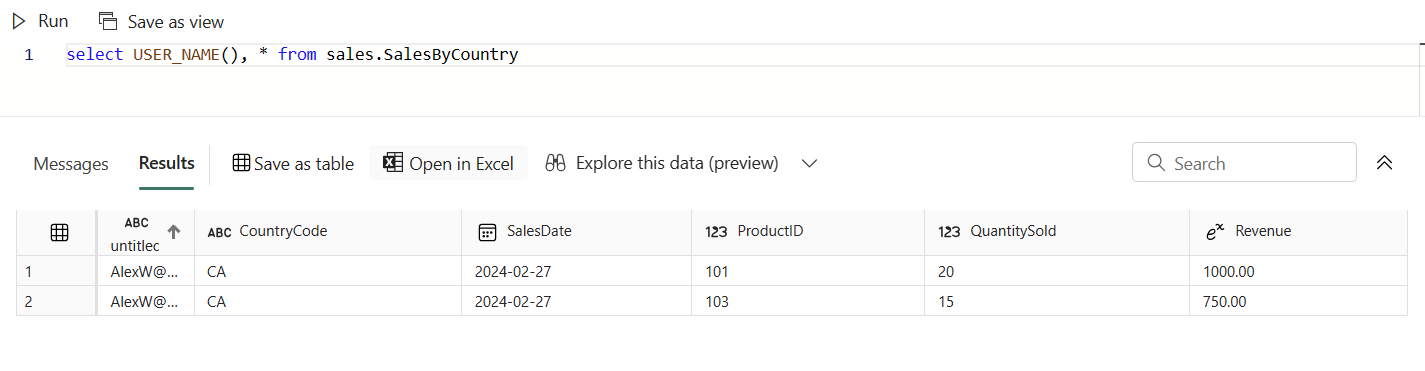 Run Save as view
1 select USER_NAME(), * from sales.SalesByCountry
Messages Results Save as table Open in Excel Explore this data (preview) Search
ABC untitled ABC CountryCode SalesDate 123 ProductID 123 QuantitySold eˣ Revenue
1 AlexW@... CA 2024-02-27 101 20 1000.00
2 AlexW@... CA 2024-02-27 103 15 750.00